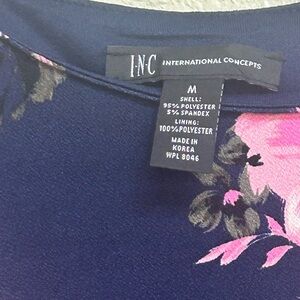 I·N·C INTERNATIONAL CONCEPTS
M
SHELL:
95% POLYESTER
5% SPANDEX
LINING:
100% POLYESTER
MADE IN
KOREA
WPL 8046